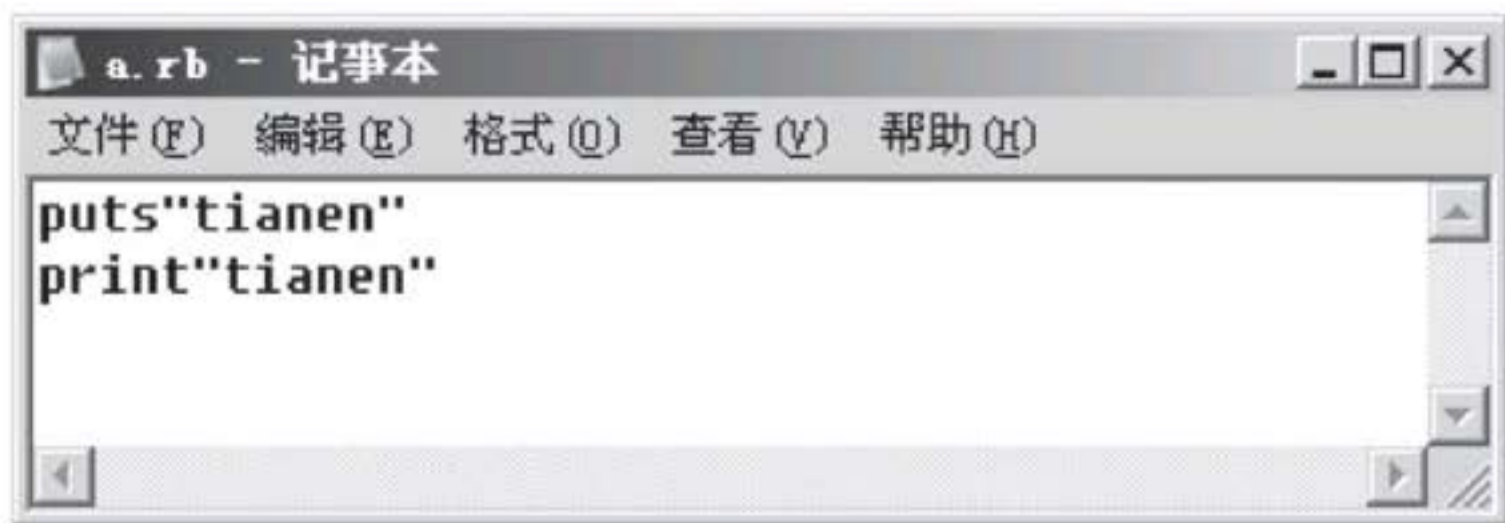 a.rb - 记事本
文件(F) 编辑(E) 格式(O) 查看(V) 帮助(H)
puts"tianen"
print"tianen"